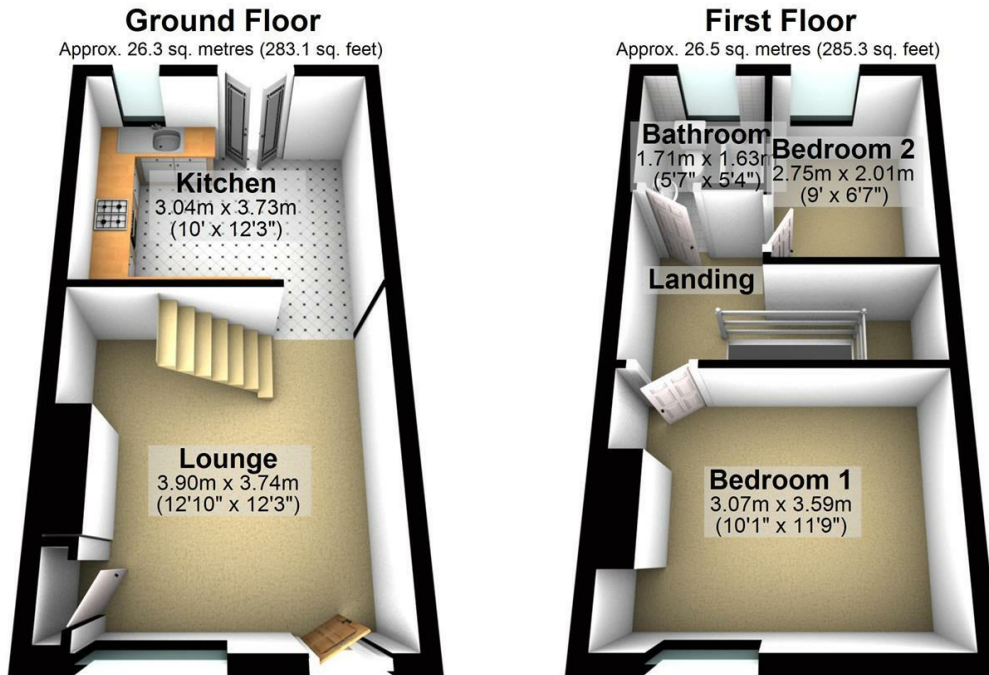 Ground Floor
Approx. 26.3 sq. metres (283.1 sq. feet)
Kitchen
3.04m x 3.73m
(10' x 12'3")
Lounge
3.90m x 3.74m
(12'10" x 12'3")
First Floor
Approx. 26.5 sq. metres (285.3 sq. feet)
Bathroom
1.71m x 1.63m
(5'7" x 5'4")
Bedroom 2
2.75m x 2.01m
(9' x 6'7")
Landing
Bedroom 1
3.07m x 3.59m
(10'1" x 11'9")